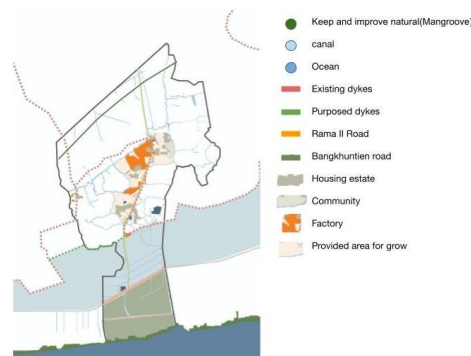 Keep and improve natural(Mangroove)
canal
Ocean
Existing dykes
Purposed dykes
Rama II Road
Bangkhuntien road
Housing estate
Community
Factory
Provided area for grow